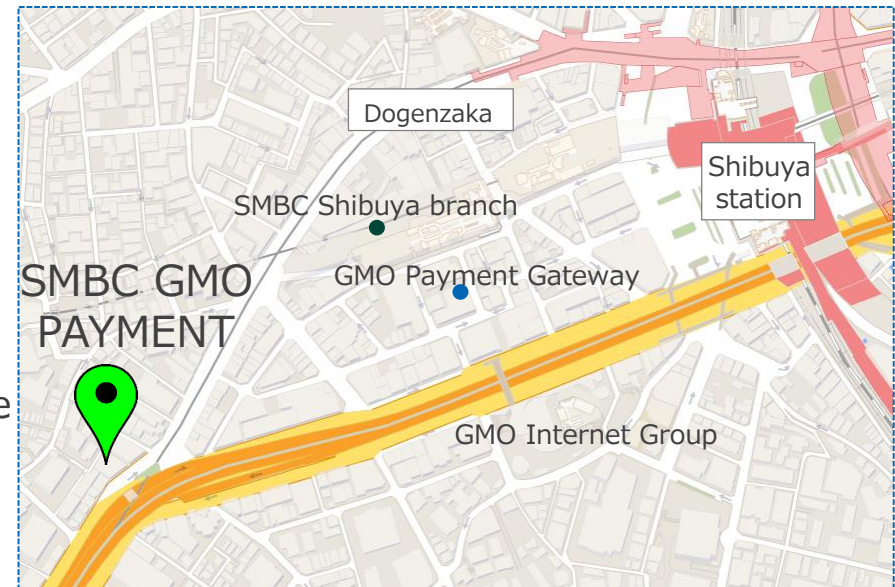 Dogenzaka
Shibuya
station
SMBC Shibuya branch
GMO Payment Gateway
SMBC GMO
PAYMENT
e
GMO Internet Group